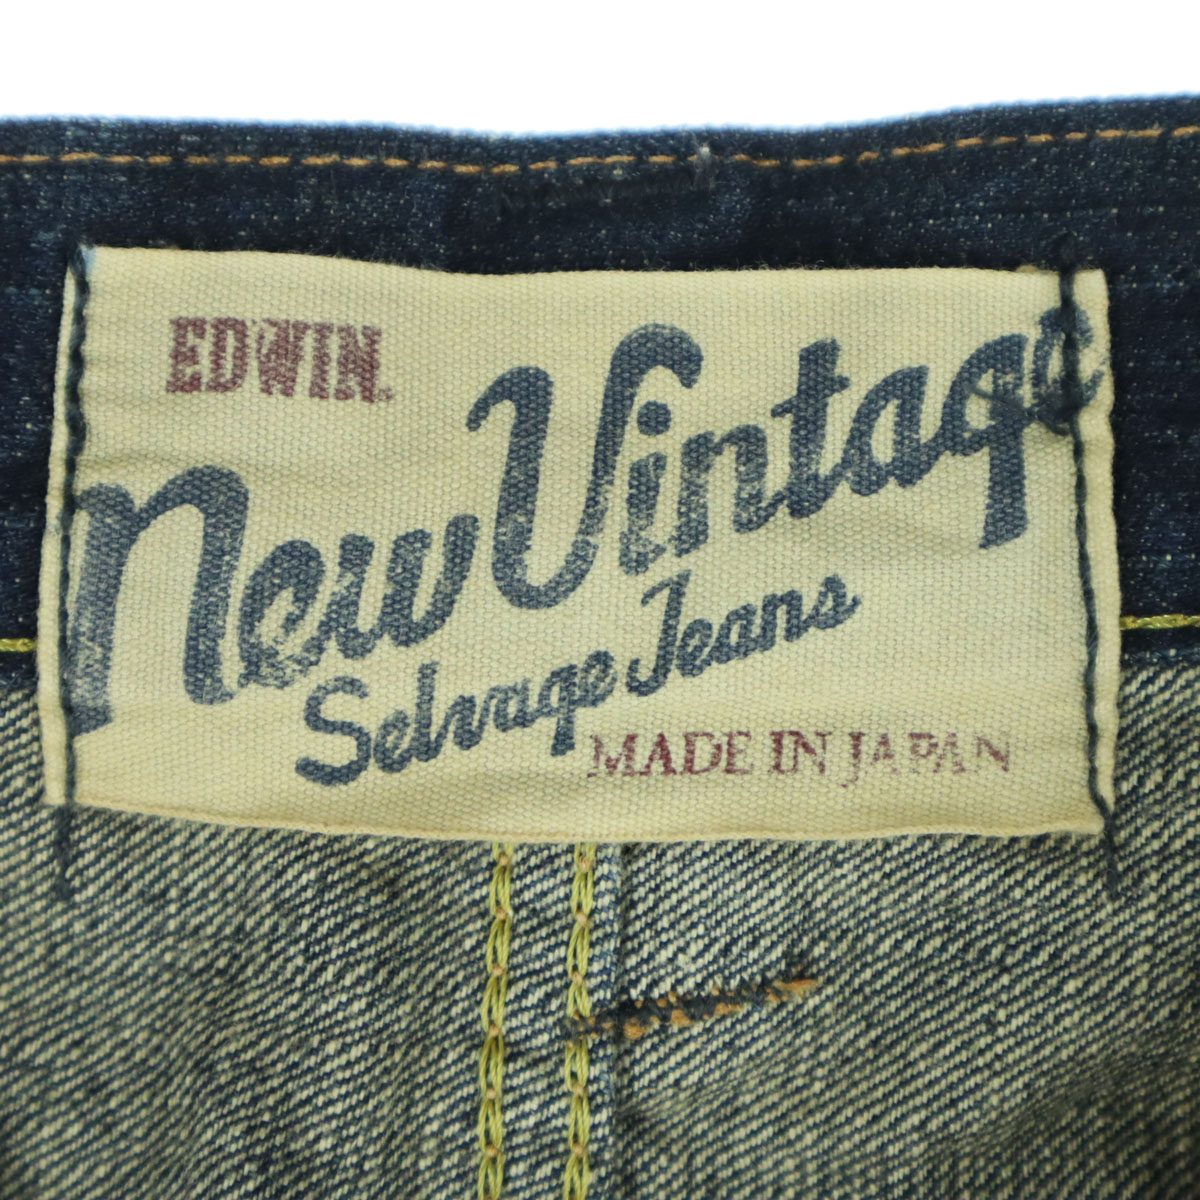 EDWIN.
New Vintage
Selvage Jeans
MADE IN JAPAN